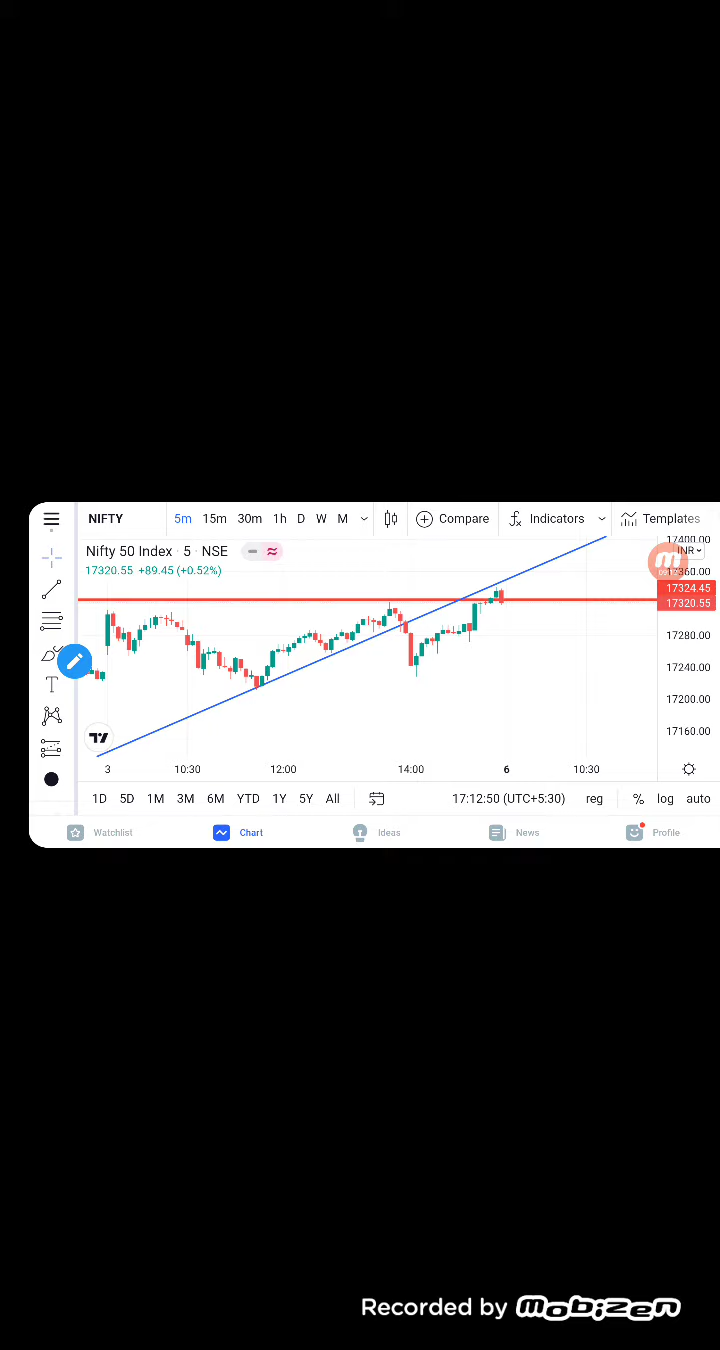 NIFTY 5m 15m 30m 1h D W M Compare Indicators Templates
Nifty 50 Index · 5 · NSE
17320.55 +89.45 (+0.52%)
17400.00
INR
17360.00
17324.45
17320.55
17280.00
17240.00
17200.00
17160.00
T
3 10:30 12:00 14:00 6 10:30
1D 5D 1M 3M 6M YTD 1Y 5Y All 17:12:50 (UTC+5:30) reg % log auto
Watchlist Chart Ideas News Profile
Recorded by mobizen